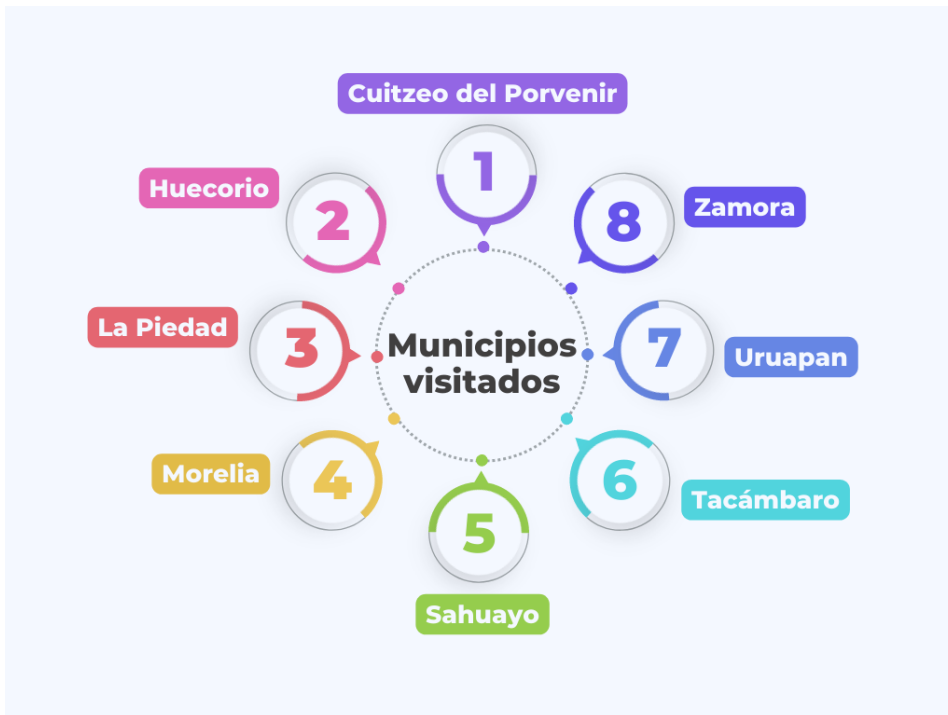 Cuitzeo del Porvenir
1
Huecorio
2
La Piedad
3
Morelia
4
Sahuayo
5
Tacámbaro
6
Uruapan
7
Zamora
8
Municipios
visitados